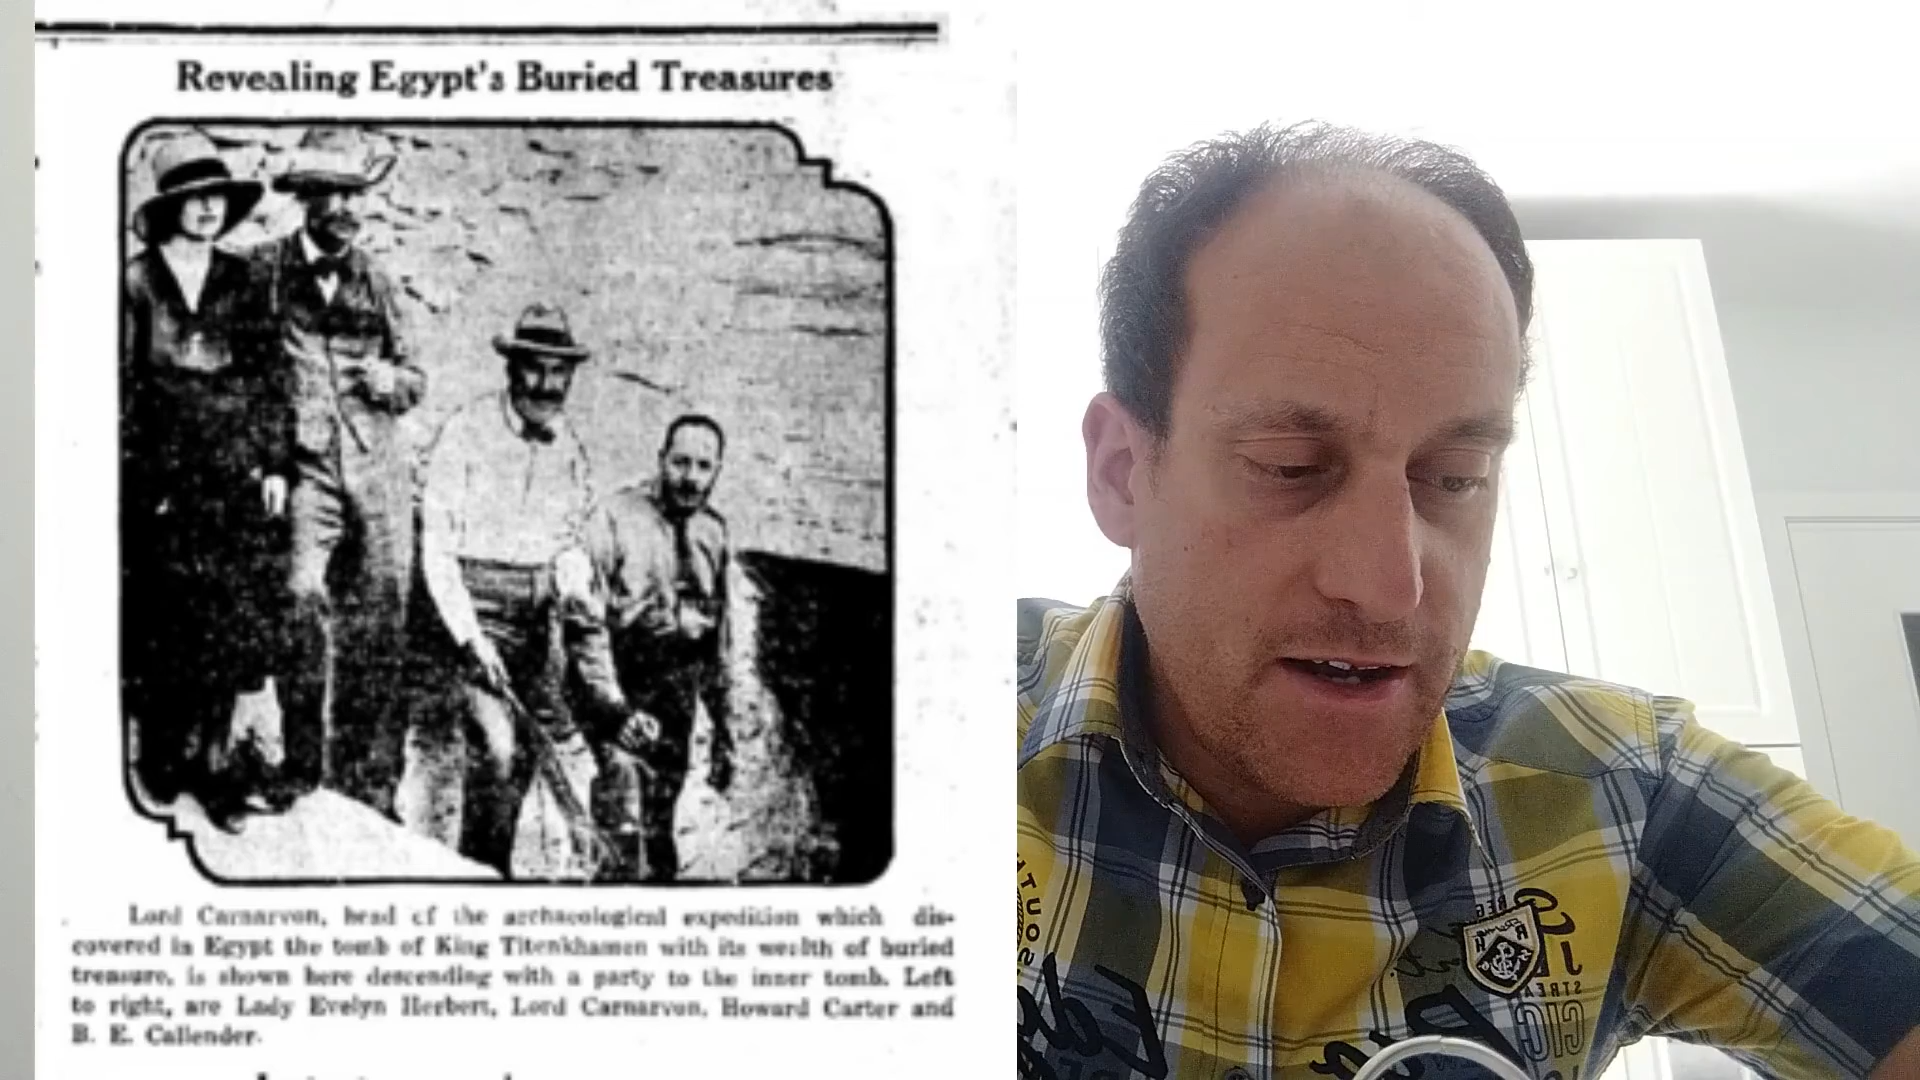 Revealing Egypt's Buried Treasures
Lord Carnarvon, head of the archaeological expedition which dis-
covered in Egypt the tomb of King Titenkhamen with its wealth of buried
treasure, is shown here descending with a party to the inner tomb. Left
to right, are Lady Evelyn Herbert, Lord Carnarvon, Howard Carter and
B. E. Callender.